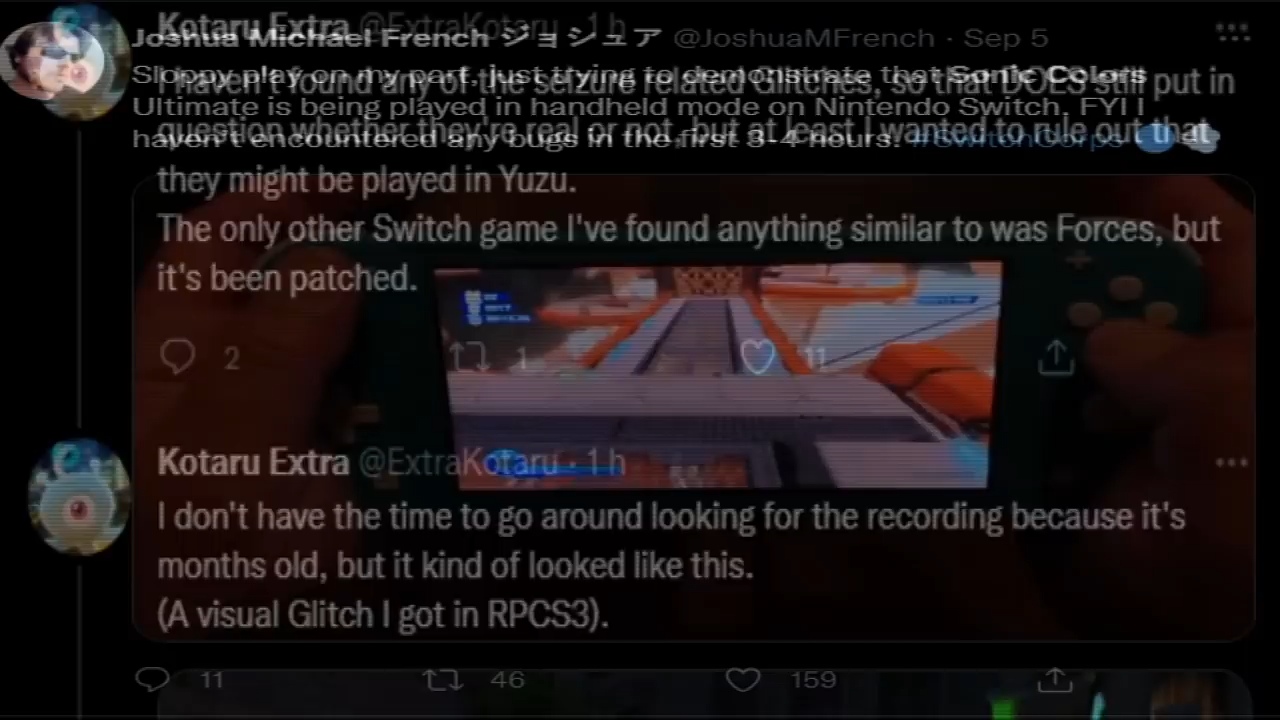 Kotaru Extra @ExtraKotaru · 1 h
Joshua Michael French ジョシュア @JoshuaMFrench · Sep 5
I haven't found any of the seizure related Glitches, so that DOES still put in
Sloppy play on my part, just trying to demonstrate that Sonic Colors
Ultimate is being played in handheld mode on Nintendo Switch. FYI I
question whether they're real or not, but at least I wanted to rule out that
haven't encountered any bugs in the first 3-4 hours. #SwitchCorps
they might be played in Yuzu.
The only other Switch game I've found anything similar to was Forces, but
it's been patched.
2 1 11
Kotaru Extra @ExtraKotaru · 1 h
I don't have the time to go around looking for the recording because it's
months old, but it kind of looked like this.
(A visual Glitch I got in RPCS3).
11 46 159